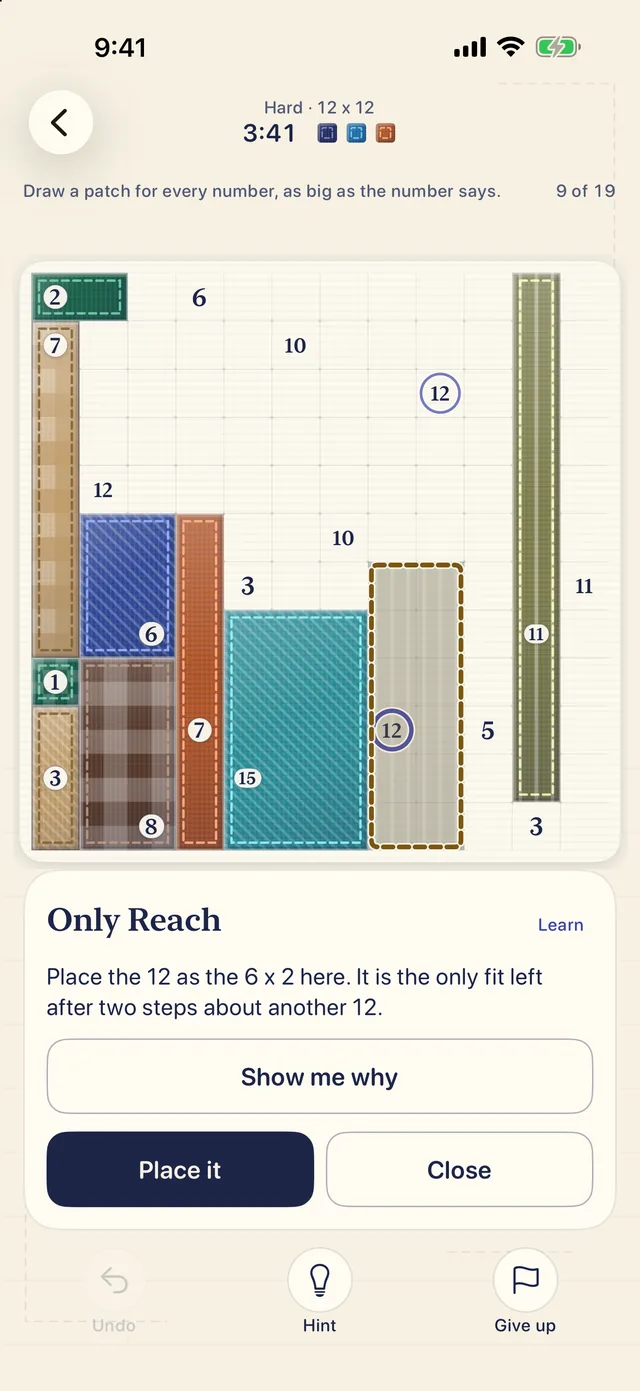 9:41
Hard · 12 x 12
3:41
Draw a patch for every number, as big as the number says. 9 of 19
2 6
7 10
12
12
10
3 11
6 11
1
7 12 5
3 15
8 3
Only Reach Learn
Place the 12 as the 6 x 2 here. It is the only fit left
after two steps about another 12.
Show me why
Place it Close
Undo Hint Give up